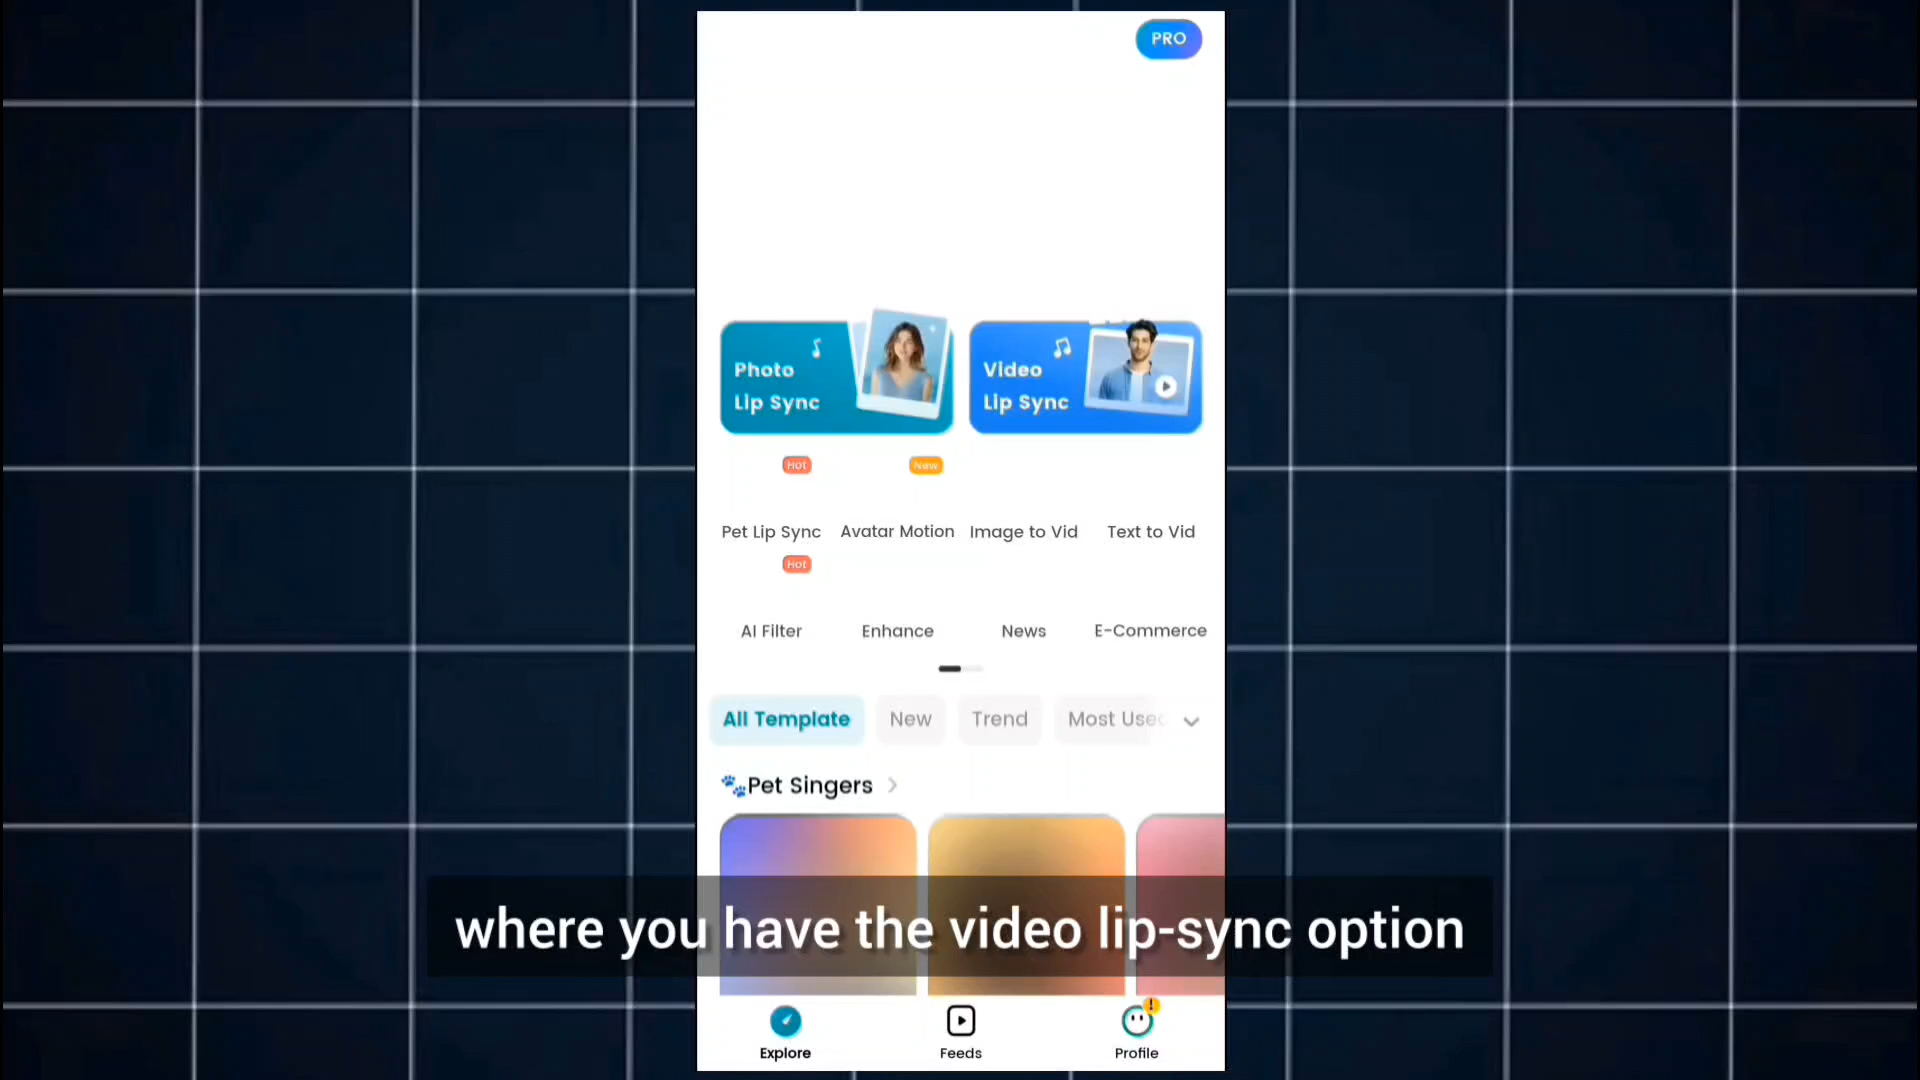 PRO
Photo
Lip Sync
Video
Lip Sync
Hot
New
Pet Lip Sync
Avatar Motion
Image to Vid
Text to Vid
Hot
AI Filter
Enhance
News
E-Commerce
All Template
New
Trend
Most Used
Pet Singers
where you have the video lip-sync option
Explore
Feeds
Profile